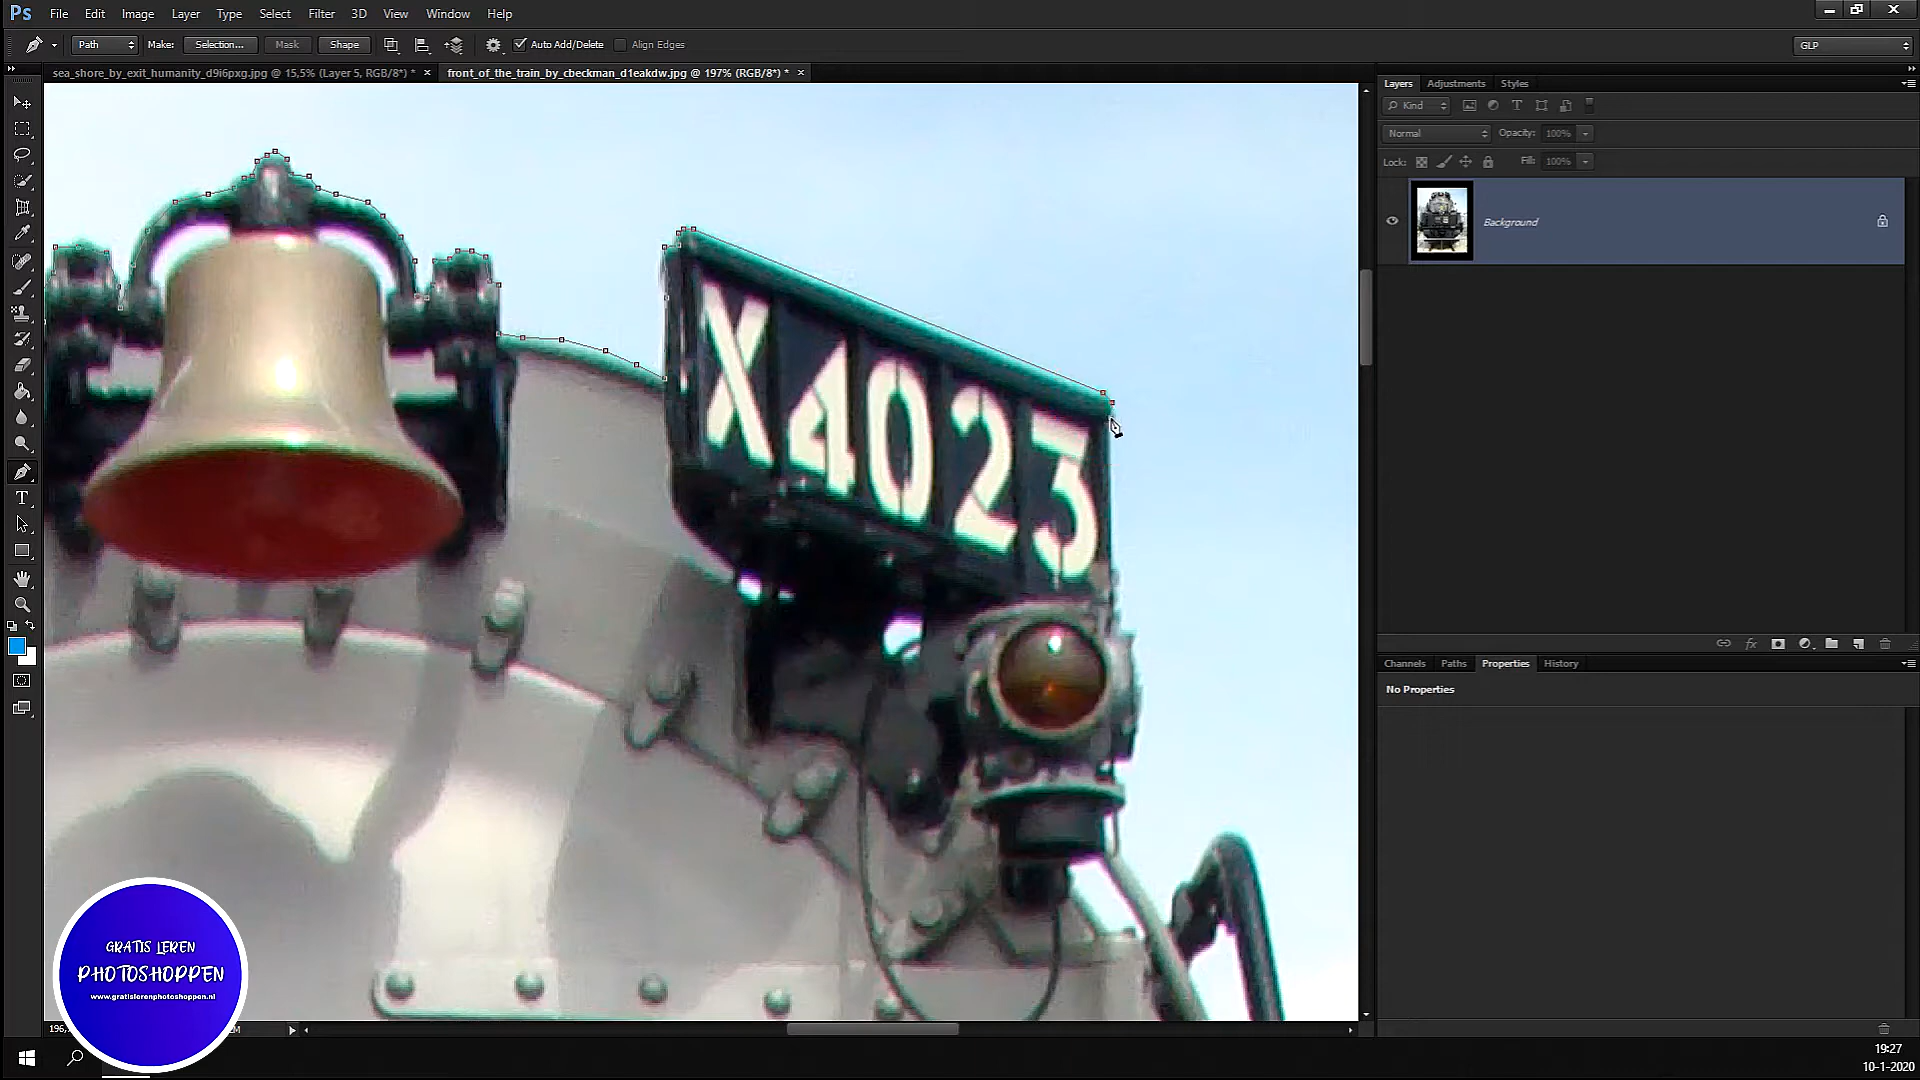 Ps File Edit Image Layer Type Select Filter 3D View Window Help
Path Make: Selection... Mask Shape Auto Add/Delete Align Edges GLP
sea_shore_by_exit_humanity_d9i6pxg.jpg @ 15,5% (Layer 5, RGB/8*) * × front_of_the_train_by_cbeckman_d1eakdw.jpg @ 197% (RGB/8*) * ×
Layers Adjustments Styles
Kind
Normal Opacity: 100%
Lock: Fill: 100%
Background
X4023
fx
Channels Paths Properties History
No Properties
GRATIS LEREN
PHOTOSHOPPEN
www.gratislerenphotoshoppen.nl
19:27
10-1-2020